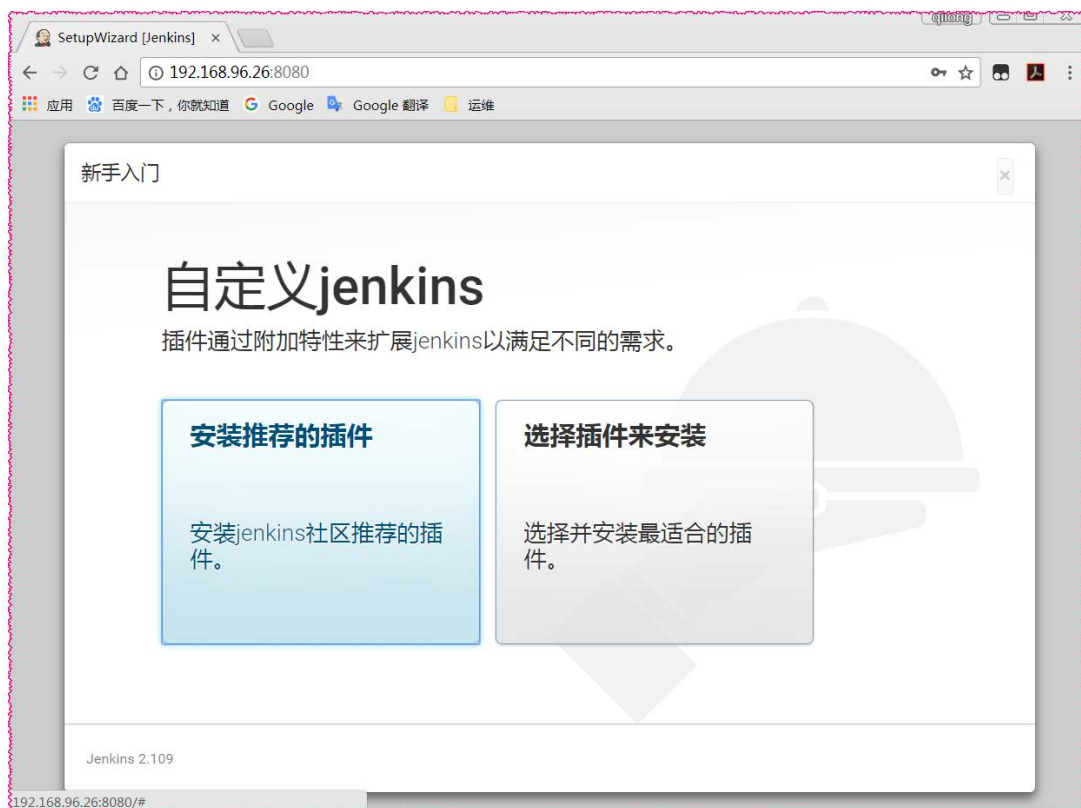 qitong
SetupWizard [Jenkins] ×
192.168.96.26:8080
应用 百度一下，你就知道 Google Google 翻译 运维
新手入门 ×
自定义jenkins
插件通过附加特性来扩展jenkins以满足不同的需求。
安装推荐的插件
安装jenkins社区推荐的插
件。
选择插件来安装
选择并安装最适合的插
件。
Jenkins 2.109
192.168.96.26:8080/#